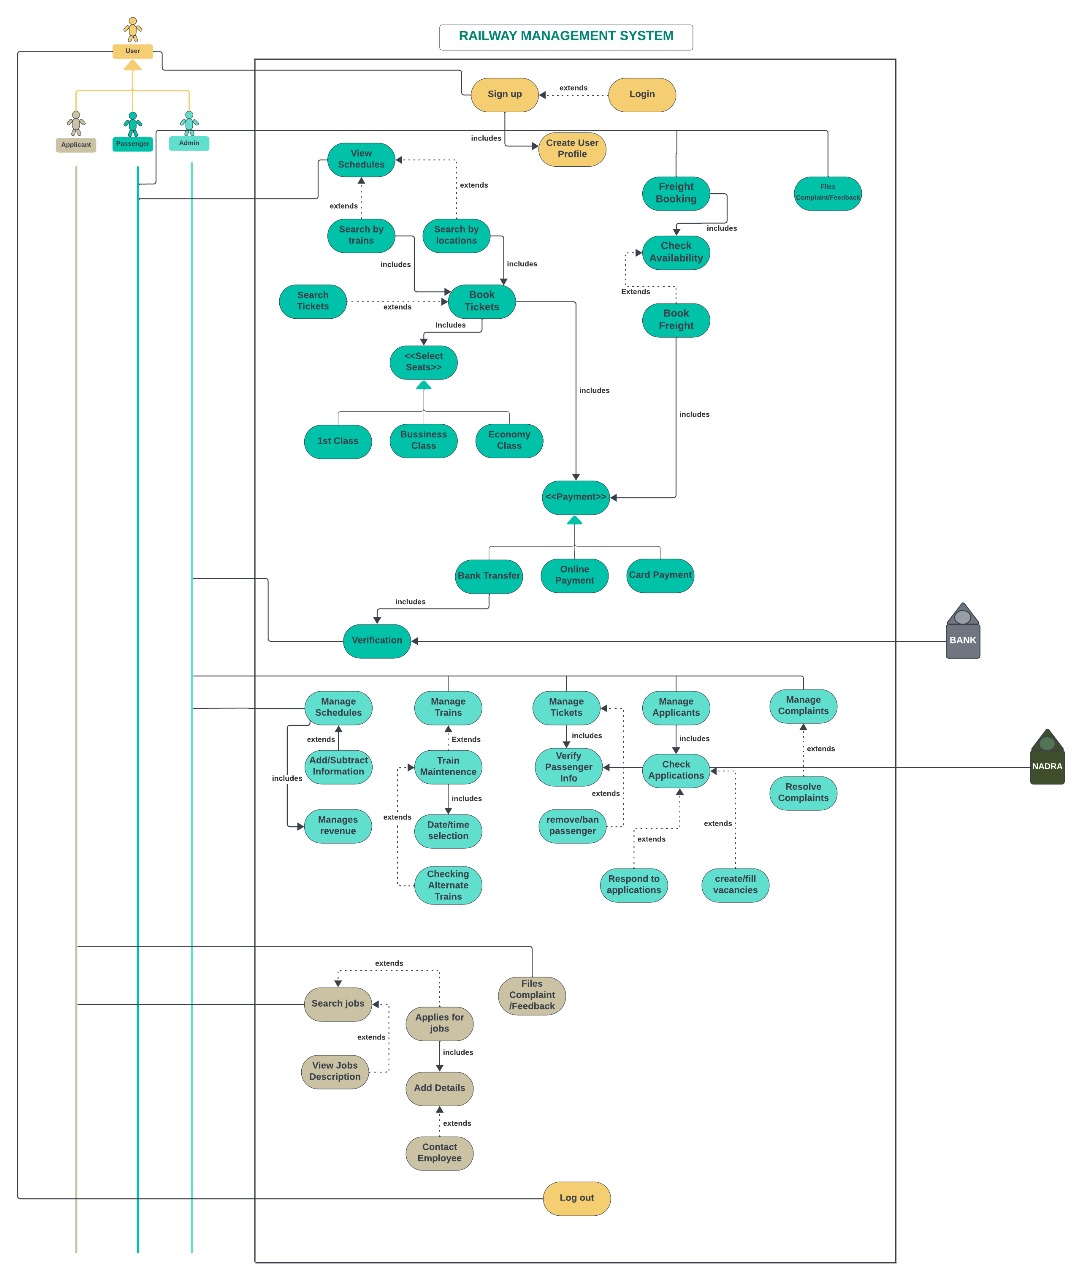 RAILWAY MANAGEMENT SYSTEM
User
Applicant
Passenger
Admin
Sign up
extends
Login
includes
Create User
Profile
View
Schedules
extends
extends
Freight
Booking
Files
Complaint/Feedback
includes
Search by
trains
Search by
locations
includes
includes
Check
Availability
Extends
Search
Tickets
extends
Book
Tickets
Book
Freight
Includes
<<Select
Seats>>
includes
includes
1st Class
Bussiness
Class
Economy
Class
<<Payment>>
Bank Transfer
Online
Payment
Card Payment
includes
Verification
BANK
Manage
Schedules
Manage
Trains
Manage
Tickets
Manage
Applicants
Manage
Complaints
extends
Extends
includes
includes
extends
Add/Subtract
Information
Train
Maintenence
Verify
Passenger
Info
Check
Applications
NADRA
includes
includes
extends
Resolve
Complaints
Manages
revenue
extends
Date/time
selection
remove/ban
passenger
extends
extends
Checking
Alternate
Trains
Respond to
applications
create/fill
vacancies
extends
Search jobs
Files
Complaint
/Feedback
Applies for
jobs
extends
includes
View Jobs
Description
Add Details
extends
Contact
Employee
Log out